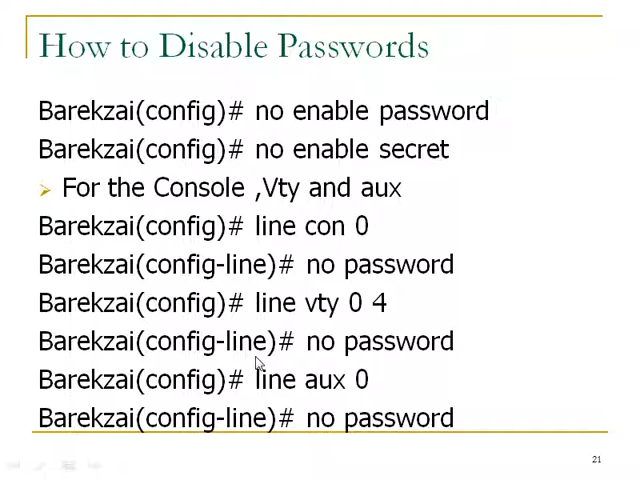 How to Disable Passwords
Barekzai(config)# no enable password
Barekzai(config)# no enable secret
For the Console ,Vty and aux
Barekzai(config)# line con 0
Barekzai(config-line)# no password
Barekzai(config)# line vty 0 4
Barekzai(config-line)# no password
Barekzai(config)# line aux 0
Barekzai(config-line)# no password
21